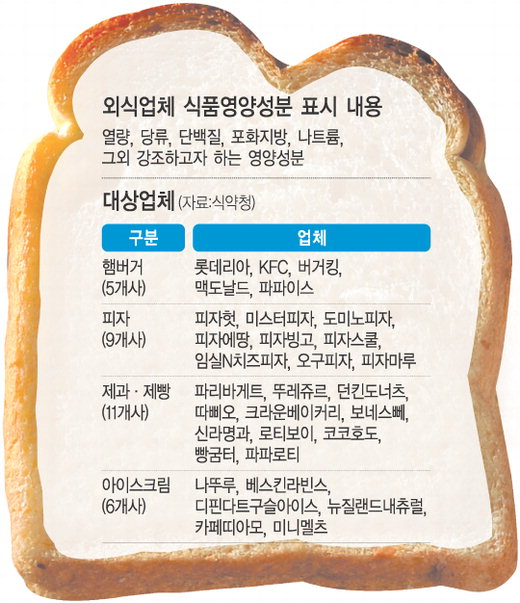 외식업체 식품영양성분 표시 내용
열량, 당류, 단백질, 포화지방, 나트륨,
그외 강조하고자 하는 영양성분
대상업체 (자료:식약청)
구분 업체
햄버거 롯데리아, KFC, 버거킹,
(5개사) 맥도날드, 파파이스
피자 피자헛, 미스터피자, 도미노피자,
(9개사) 피자에땅, 피자빙고, 피자스쿨,
임실N치즈피자, 오구피자, 피자마루
제과·제빵 파리바게트, 뚜레쥬르, 던킨도너츠,
(11개사) 따삐오, 크라운베이커리, 보네스뻬,
신라명과, 로티보이, 코코호도,
빵굼터, 파파로티
아이스크림 나뚜루, 베스킨라빈스,
(6개사) 디핀다트구슬아이스, 뉴질랜드내츄럴,
카페띠아모, 미니멜츠